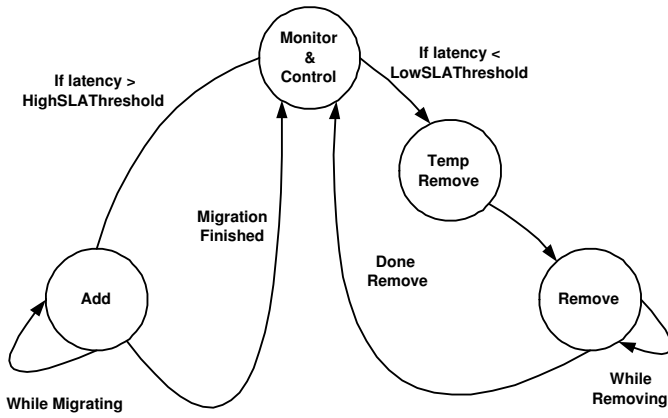 Monitor
&
Control
If latency >
HighSLAThreshold
If latency <
LowSLAThreshold
Temp
Remove
Migration
Finished
Done
Remove
Add
Remove
While Migrating
While
Removing